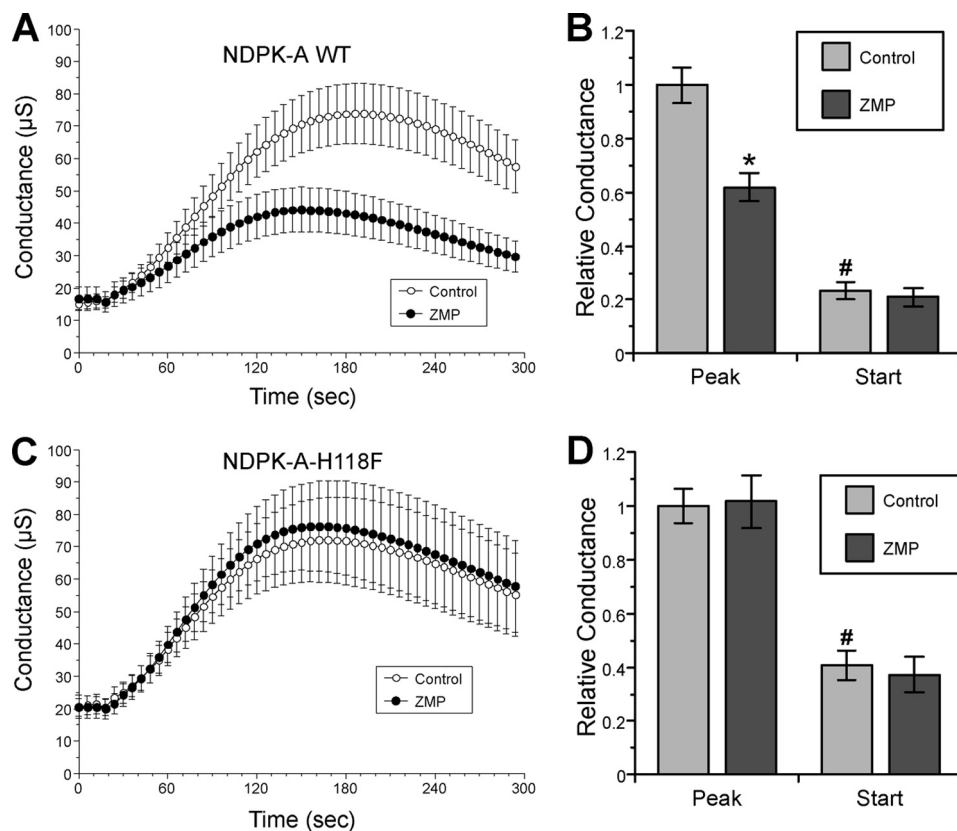 A
NDPK-A WT
Conductance (µS)
100
90
80
70
60
50
40
30
20
10
0
0 60 120 180 240 300
Time (sec)
Control
ZMP
B
Relative Conductance
1.2
1
0.8
0.6
0.4
0.2
0
*
#
Peak Start
Control
ZMP
C
NDPK-A-H118F
Conductance (µS)
100
90
80
70
60
50
40
30
20
10
0
0 60 120 180 240 300
Time (sec)
Control
ZMP
D
Relative Conductance
1.2
1
0.8
0.6
0.4
0.2
0
#
Peak Start
Control
ZMP